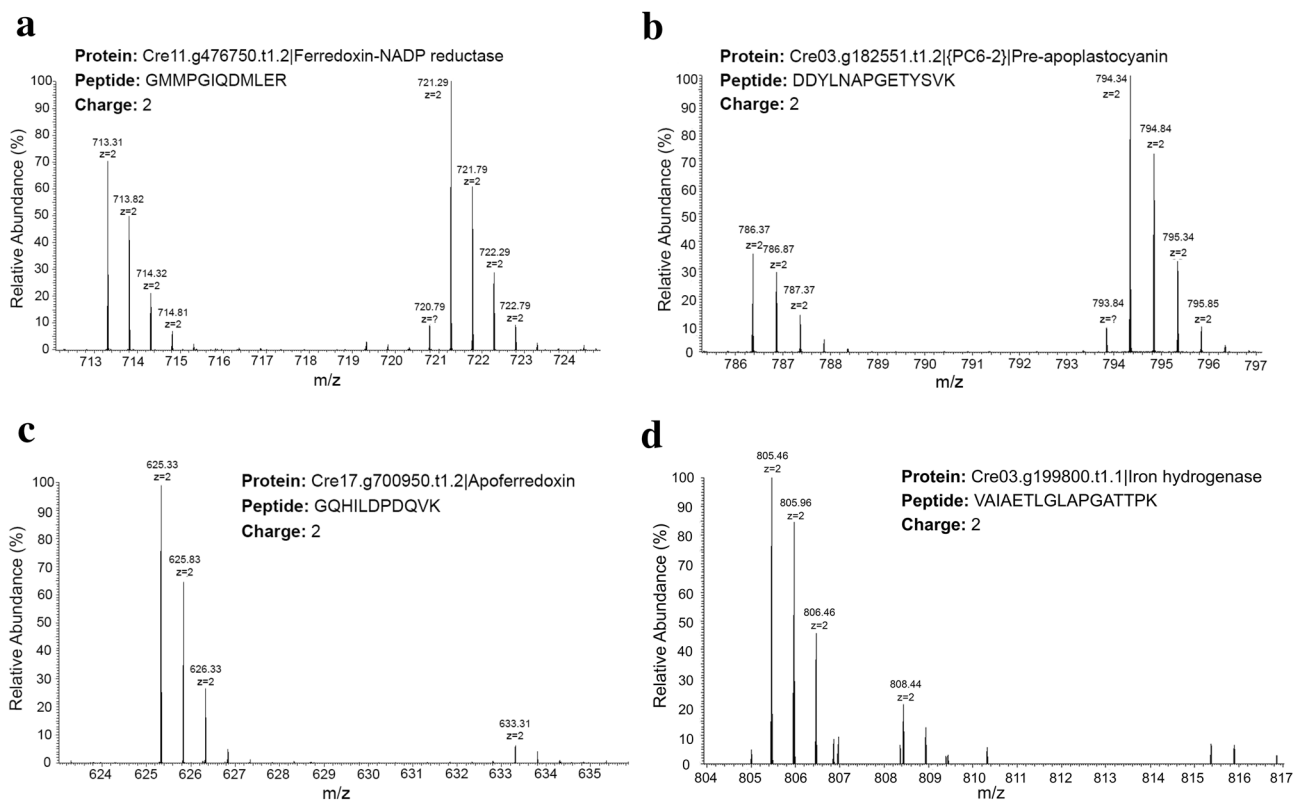 a
Protein: Cre11.g476750.t1.2|Ferredoxin-NADP reductase
Peptide: GMMPGIQDMLER
Charge: 2
Relative Abundance (%)
100
90
80
70
60
50
40
30
20
10
0
713.31
z=2
713.82
z=2
714.32
z=2
714.81
z=2
720.79
z=?
721.29
z=2
721.79
z=2
722.29
z=2
722.79
z=2
713 714 715 716 717 718 719 720 721 722 723 724
m/z
b
Protein: Cre03.g182551.t1.2|{PC6-2}|Pre-apoplastocyanin
Peptide: DDYLNAPGETYSVK
Charge: 2
Relative Abundance (%)
100
90
80
70
60
50
40
30
20
10
0
786.37
z=2
786.87
z=2
787.37
z=2
793.84
z=?
794.34
z=2
794.84
z=2
795.34
z=2
795.85
z=2
786 787 788 789 790 791 792 793 794 795 796 797
m/z
c
Protein: Cre17.g700950.t1.2|Apoferredoxin
Peptide: GQHILDPDQVK
Charge: 2
Relative Abundance (%)
100
90
80
70
60
50
40
30
20
10
0
625.33
z=2
625.83
z=2
626.33
z=2
633.31
z=2
624 625 626 627 628 629 630 631 632 633 634 635
m/z
d
Protein: Cre03.g199800.t1.1|Iron hydrogenase
Peptide: VAIAETLGLAPGATTPK
Charge: 2
Relative Abundance (%)
100
90
80
70
60
50
40
30
20
10
0
805.46
z=2
805.96
z=2
806.46
z=2
808.44
z=2
804 805 806 807 808 809 810 811 812 813 814 815 816 817
m/z